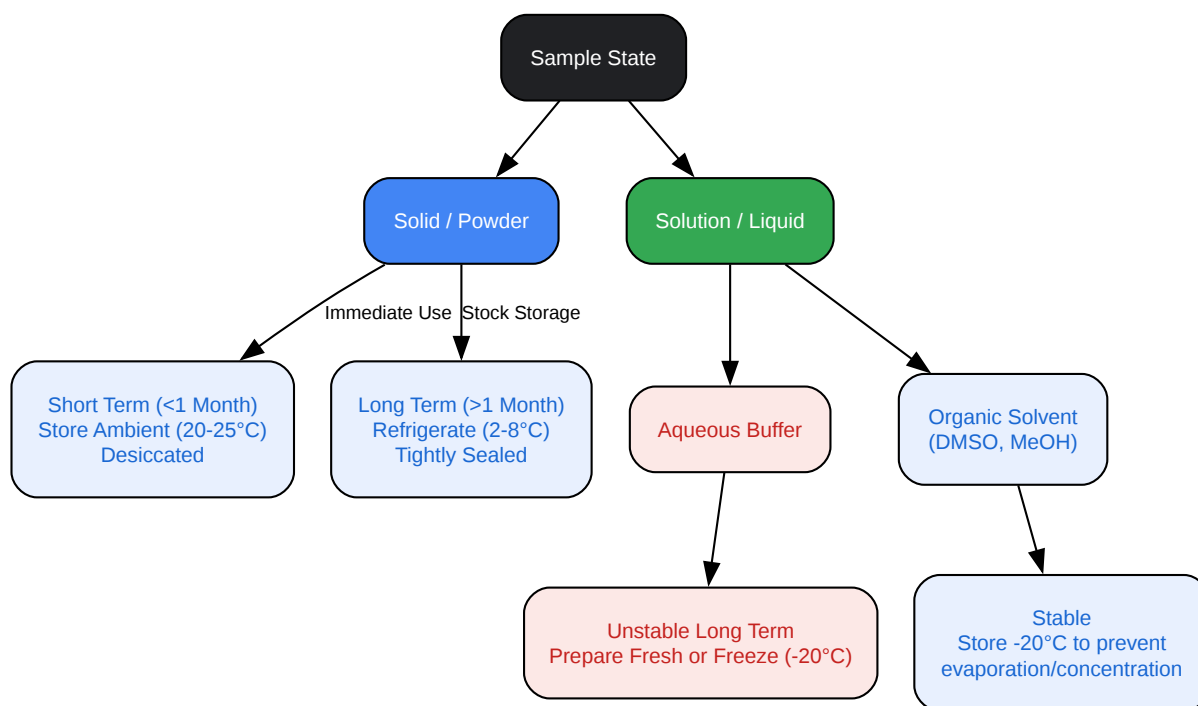 Sample State
Solid / Powder
Solution / Liquid
Immediate Use
Stock Storage
Short Term (<1 Month)
Store Ambient (20-25°C)
Desiccated
Long Term (>1 Month)
Refrigerate (2-8°C)
Tightly Sealed
Aqueous Buffer
Organic Solvent
(DMSO, MeOH)
Unstable Long Term
Prepare Fresh or Freeze (-20°C)
Stable
Store -20°C to prevent
evaporation/concentration